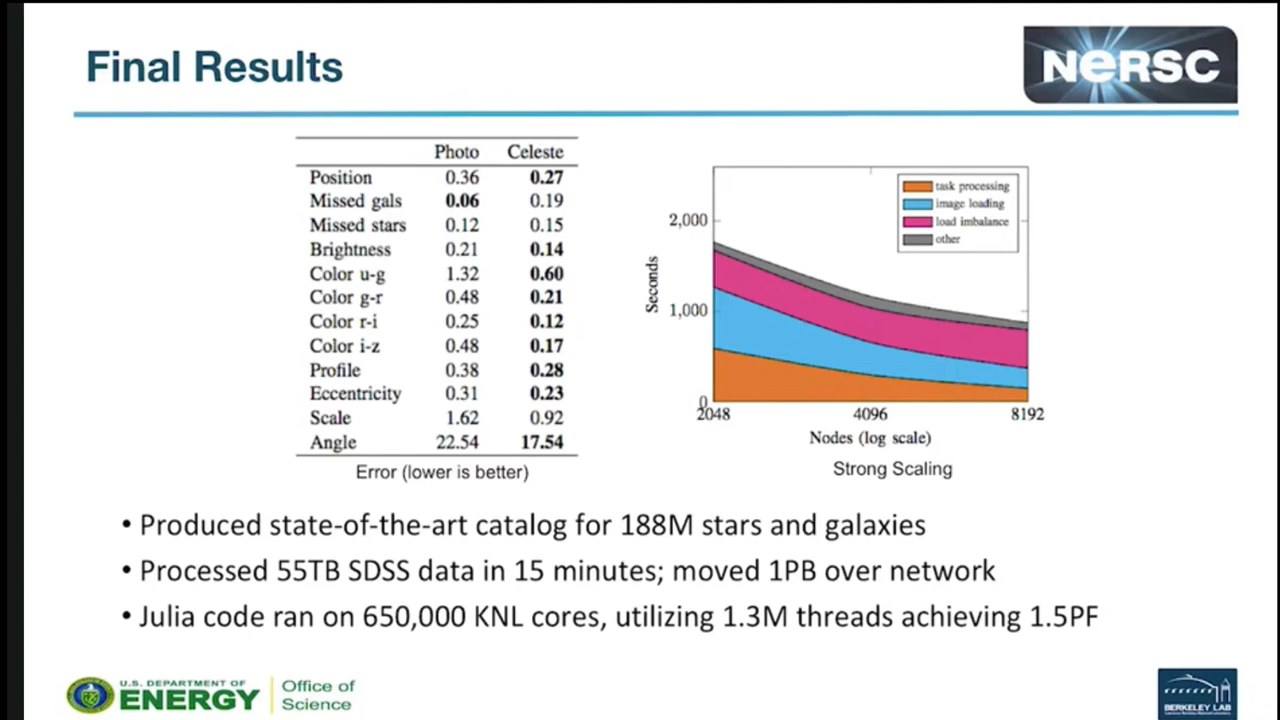 Final Results
NERSC
Photo Celeste
Position 0.36 0.27
Missed gals 0.06 0.19
Missed stars 0.12 0.15
Brightness 0.21 0.14
Color u-g 1.32 0.60
Color g-r 0.48 0.21
Color r-i 0.25 0.12
Color i-z 0.48 0.17
Profile 0.38 0.28
Eccentricity 0.31 0.23
Scale 1.62 0.92
Angle 22.54 17.54
Error (lower is better)
task processing
image loading
load imbalance
other
2,000
1,000
0
Seconds
2048 4096 8192
Nodes (log scale)
Strong Scaling
• Produced state-of-the-art catalog for 188M stars and galaxies
• Processed 55TB SDSS data in 15 minutes; moved 1PB over network
• Julia code ran on 650,000 KNL cores, utilizing 1.3M threads achieving 1.5PF
U.S. DEPARTMENT OF
ENERGY
Office of
Science
BERKELEY LAB